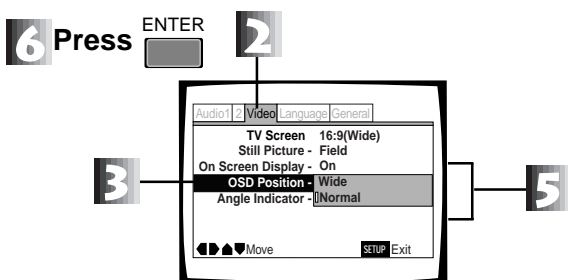 6 Press ENTER
2
Audio1 2 Video Language General
TV Screen 16:9(Wide)
Still Picture - Field
On Screen Display - On
3 OSD Position - Wide
5
Angle Indicator - Normal
Move SETUP Exit